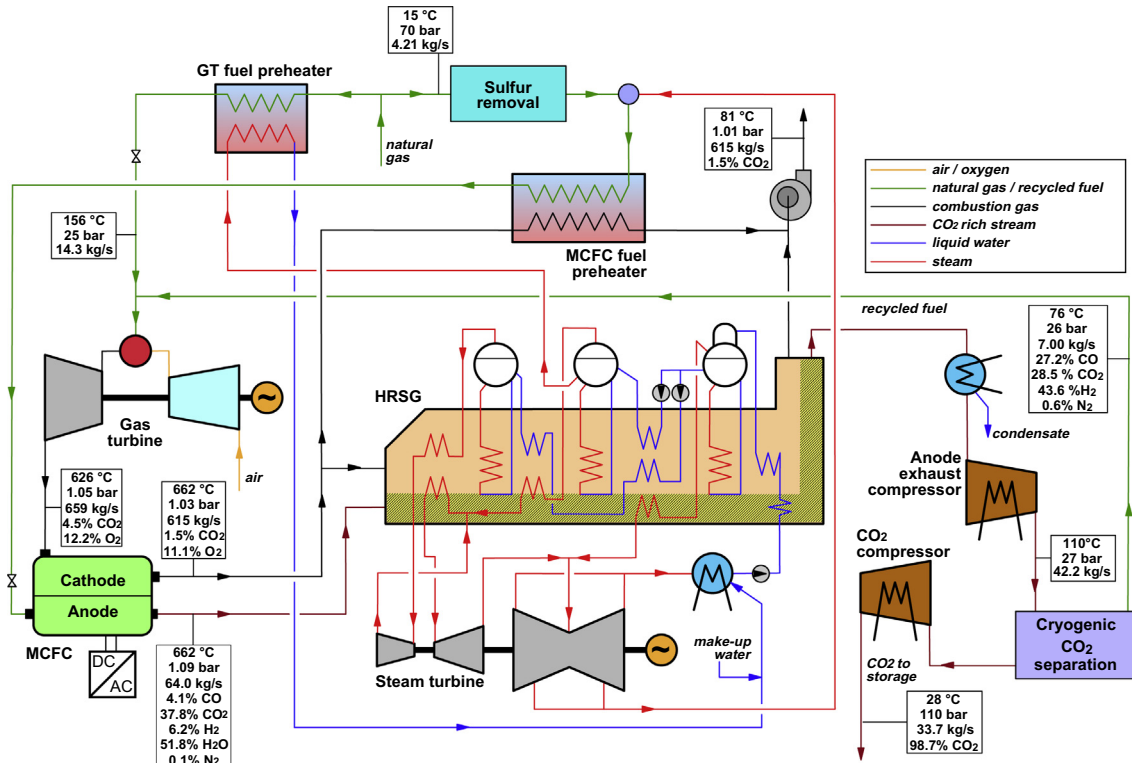 15 °C
70 bar
4.21 kg/s
GT fuel preheater
Sulfur
removal
natural
gas
81 °C
1.01 bar
615 kg/s
1.5% CO₂
air / oxygen
natural gas / recycled fuel
combustion gas
CO₂ rich stream
liquid water
steam
156 °C
25 bar
14.3 kg/s
MCFC fuel
preheater
recycled fuel
76 °C
26 bar
7.00 kg/s
27.2% CO
28.5 % CO₂
43.6 %H₂
0.6% N₂
HRSG
~
Gas
turbine
air
condensate
Anode
exhaust
compressor
626 °C
1.05 bar
659 kg/s
4.5% CO₂
12.2% O₂
662 °C
1.03 bar
615 kg/s
1.5% CO₂
11.1% O₂
CO₂
compressor
110°C
27 bar
42.2 kg/s
Cathode
Anode
MCFC
DC
AC
662 °C
1.09 bar
64.0 kg/s
4.1% CO
37.8% CO₂
6.2% H₂
51.8% H₂O
0.1% N₂
Steam turbine
~
make-up
water
Cryogenic
CO₂
separation
CO₂ to
storage
28 °C
110 bar
33.7 kg/s
98.7% CO₂